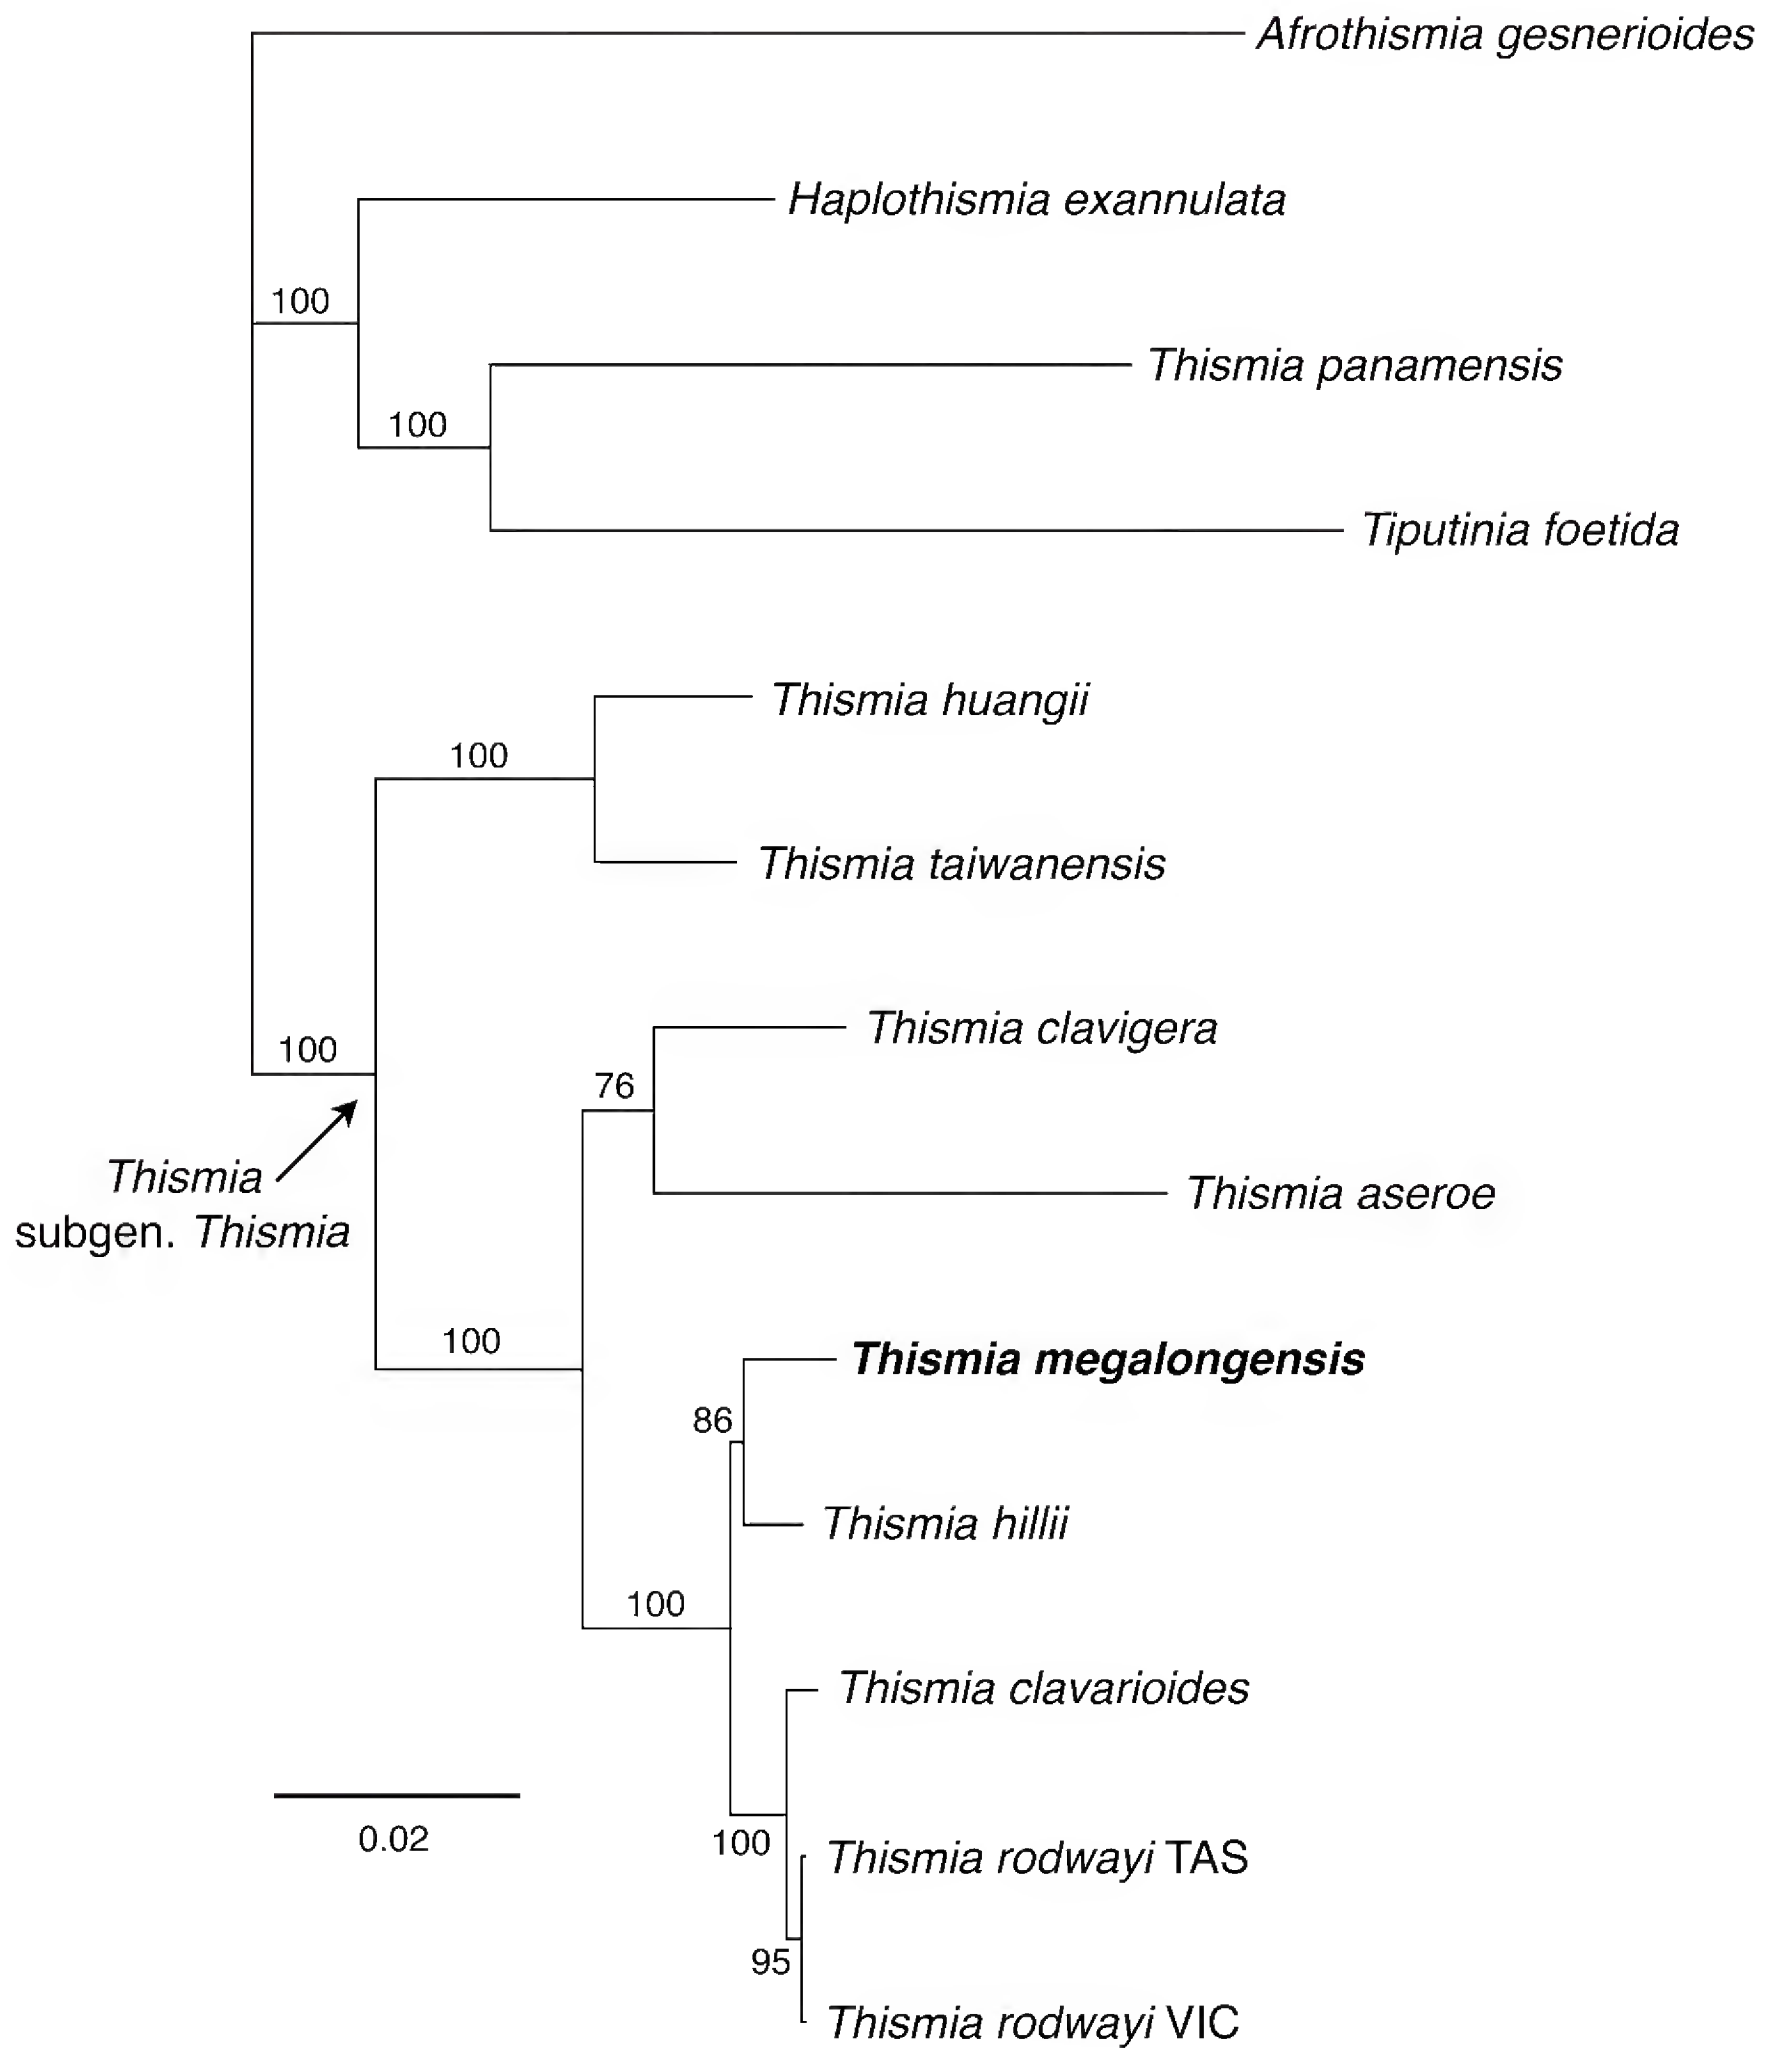 Afrothismia gesnerioides
Haplothismia exannulata
100
Thismia panamensis
100
Tiputinia foetida
Thismia huangii
100
Thismia taiwanensis
Thismia clavigera
100
76
Thismia
subgen. Thismia
Thismia aseroe
100
Thismia megalongensis
86
Thismia hillii
100
Thismia clavarioides
0.02
100
Thismia rodwayi TAS
95
Thismia rodwayi VIC